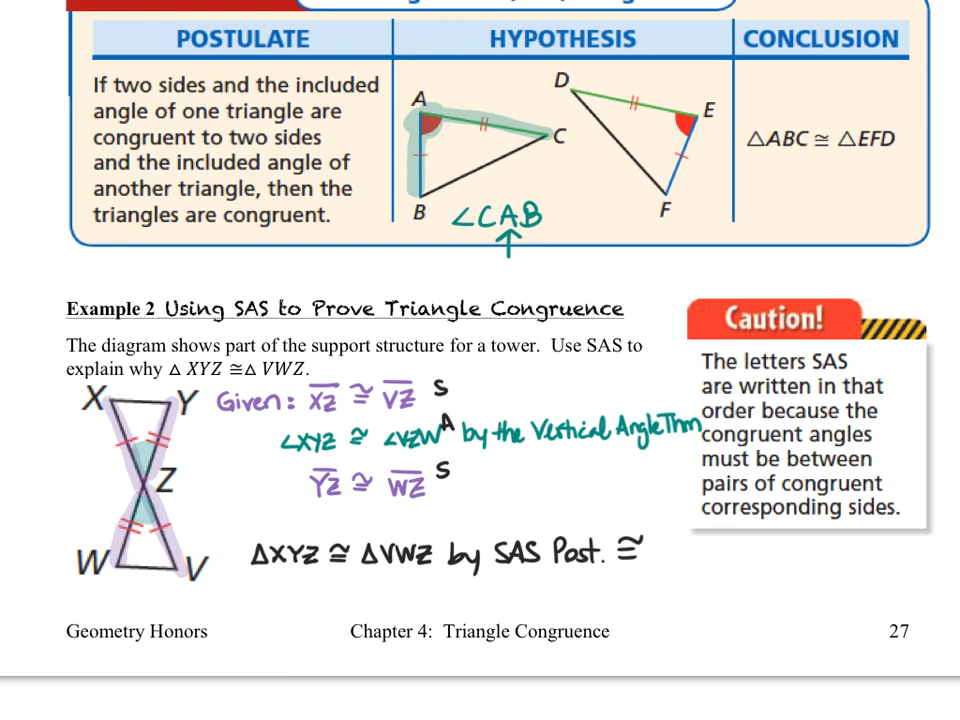 POSTULATE HYPOTHESIS CONCLUSION
If two sides and the included
angle of one triangle are
congruent to two sides
and the included angle of
another triangle, then the
triangles are congruent.
A
C
B
D
E
F
∠CAB
△ABC ≅ △EFD
Example 2 Using SAS to Prove Triangle Congruence
The diagram shows part of the support structure for a tower. Use SAS to
explain why △ XYZ ≅△ VWZ.
X
Y
Z
W
V
Given: XZ ≅ VZ S
∠XYZ ≅ ∠VZW A by the Vertical Angle Thm
YZ ≅ WZ S
ΔXYZ ≅ ΔVWZ by SAS Post. ≅
Caution!
The letters SAS
are written in that
order because the
congruent angles
must be between
pairs of congruent
corresponding sides.
Geometry Honors Chapter 4: Triangle Congruence 27